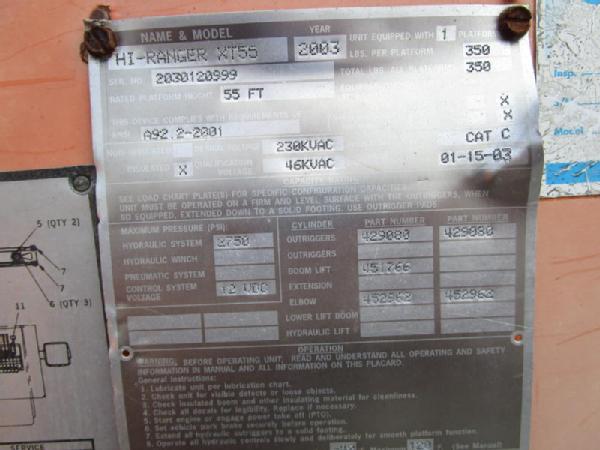 NAME & MODEL YEAR UNIT EQUIPPED WITH 1 PLATFORM
HI-RANGER XT55 2003 LBS. PER PLATFORM 350
SER. NO. 2030120999 TOTAL LBS. ALL PLATFORM 350
RATED PLATFORM HEIGHT 55 FT
X
THIS DEVICE COMPLIES WITH REQUIREMENTS OF
ANSI A92.2-2001 X
DESIGN VOLTAGE 230KVAC CAT C
INSULATED X QUALIFICATION VOLTAGE 46KVAC 01-15-03
SEE LOAD CHART PLATE(S) FOR SPECIFIC CONFIGURATION CAPACITIES.
UNIT MUST BE OPERATED ON A FIRM AND LEVEL SURFACE WITH THE OUTRIGGERS, WHEN
SO EQUIPPED, EXTENDED DOWN TO A SOLID FOOTING. USE OUTRIGGER PADS.
MAXIMUM PRESSURE (PSI):
HYDRAULIC SYSTEM 2750
HYDRAULIC WINCH
PNEUMATIC SYSTEM
CONTROL SYSTEM VOLTAGE 12 VDC
CYLINDER PART NUMBER PART NUMBER
OUTRIGGERS 429080 429080
OUTRIGGERS
BOOM LIFT 451766
EXTENSION
ELBOW 452962 452962
LOWER LIFT BOOM
HYDRAULIC LIFT
OPERATION
WARNING, BEFORE OPERATING UNIT, READ AND UNDERSTAND ALL OPERATING AND SAFETY
INFORMATION IN MANUAL AND ALL INFORMATION ON THIS PLACARD.
General Instructions:
1. Lubricate unit per lubrication chart.
2. Check unit for visible defects or loose objects.
3. Check insulated boom and other insulating material for cleanliness.
4. Check all decals for legibility. Replace if necessary.
5. Start engine or engage power take off (PTO).
6. Set vehicle park brake securely before operation.
7. Extend all hydraulic outriggers to a solid footing.
8. Operate all hydraulic controls slowly and deliberately for smooth platform function.
(See Manual)
5 (QTY 2)
7
7
6 (QTY 3)
11
SERVICE
Insp.
Model